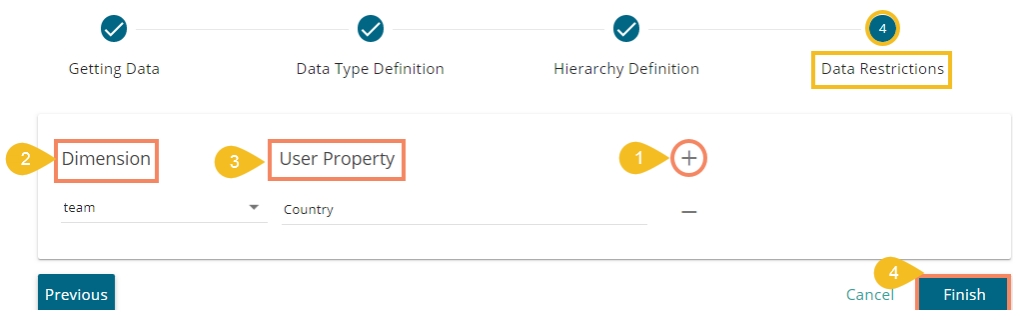 4
Getting Data
Data Type Definition
Hierarchy Definition
Data Restrictions
2 Dimension
3 User Property
1 +
team
Country
Previous
4
Cancel
Finish